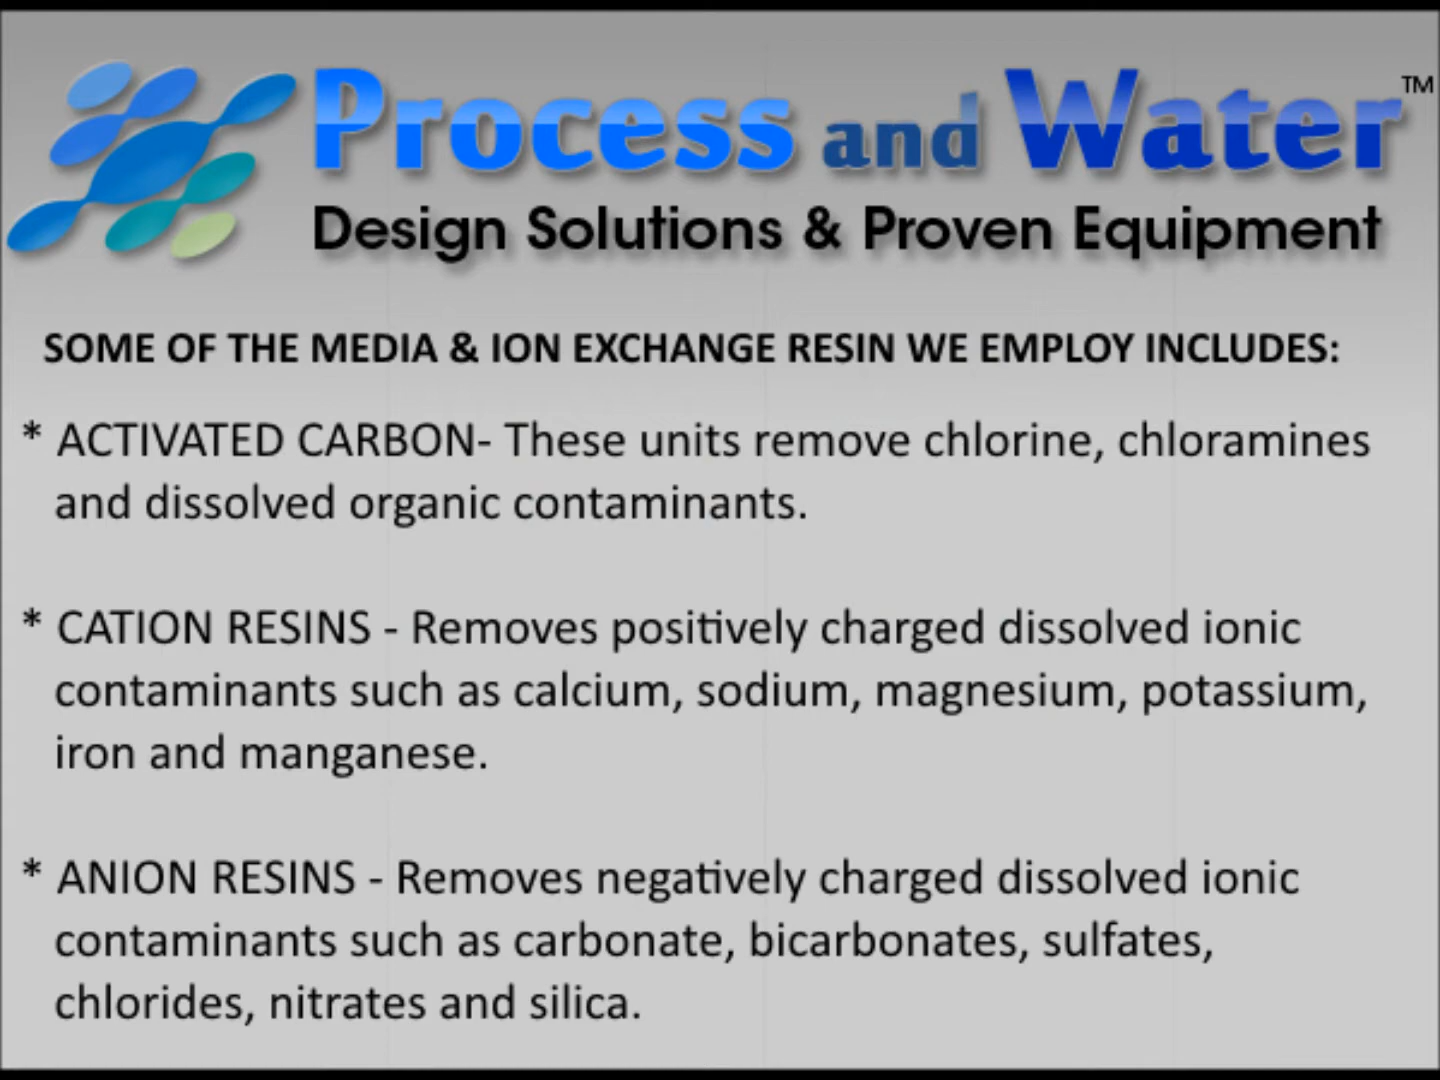 Process and Water™
Design Solutions & Proven Equipment
SOME OF THE MEDIA & ION EXCHANGE RESIN WE EMPLOY INCLUDES:
* ACTIVATED CARBON- These units remove chlorine, chloramines
and dissolved organic contaminants.
* CATION RESINS - Removes positively charged dissolved ionic
contaminants such as calcium, sodium, magnesium, potassium,
iron and manganese.
* ANION RESINS - Removes negatively charged dissolved ionic
contaminants such as carbonate, bicarbonates, sulfates,
chlorides, nitrates and silica.